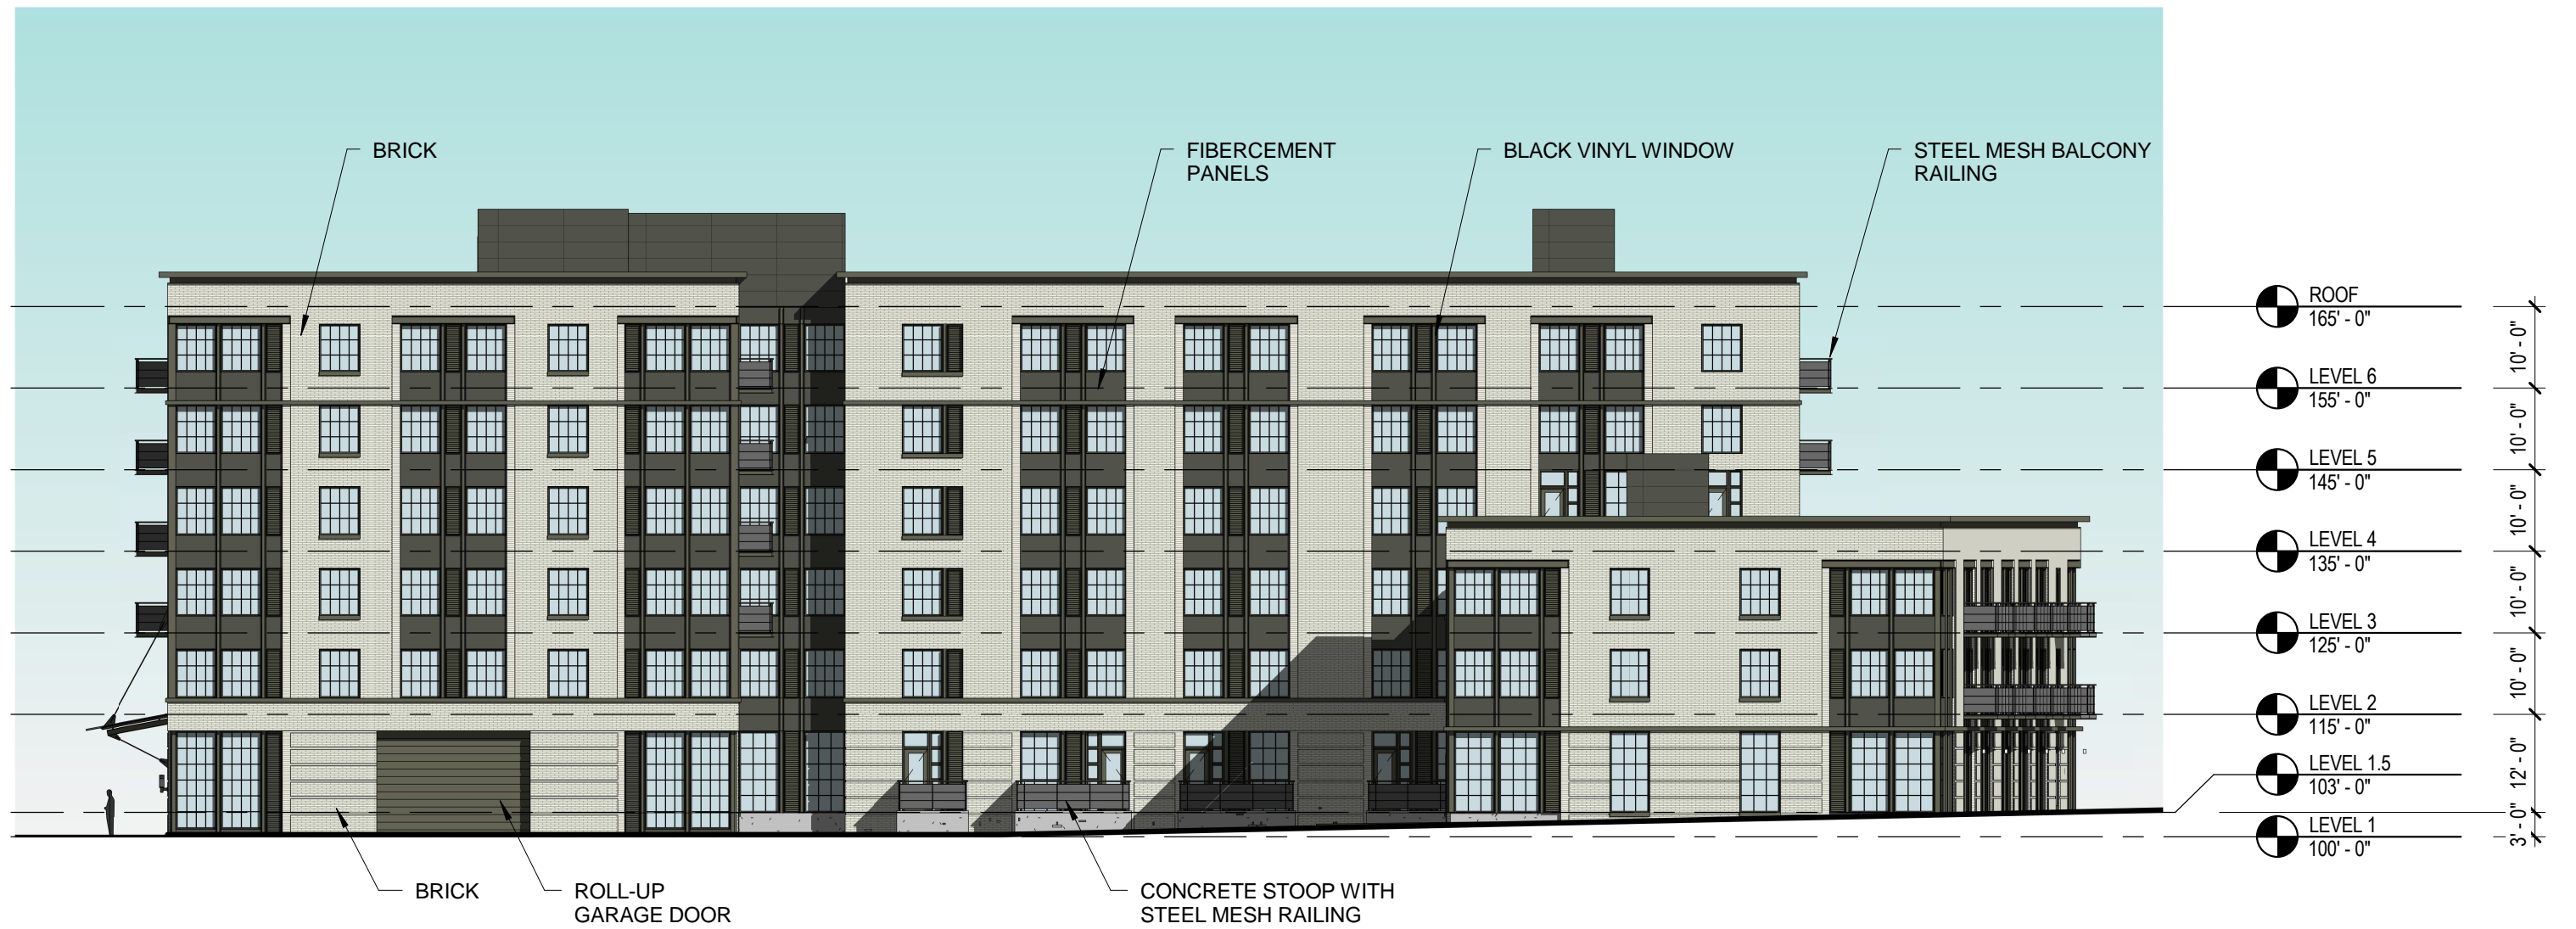 BRICK
FIBERCEMENT
PANELS
BLACK VINYL WINDOW
STEEL MESH BALCONY
RAILING
ROOF
165' - 0"
10' - 0"
LEVEL 6
155' - 0"
10' - 0"
LEVEL 5
145' - 0"
10' - 0"
LEVEL 4
135' - 0"
10' - 0"
LEVEL 3
125' - 0"
10' - 0"
LEVEL 2
115' - 0"
12' - 0"
LEVEL 1.5
103' - 0"
3' - 0"
LEVEL 1
100' - 0"
BRICK
ROLL-UP
GARAGE DOOR
CONCRETE STOOP WITH
STEEL MESH RAILING